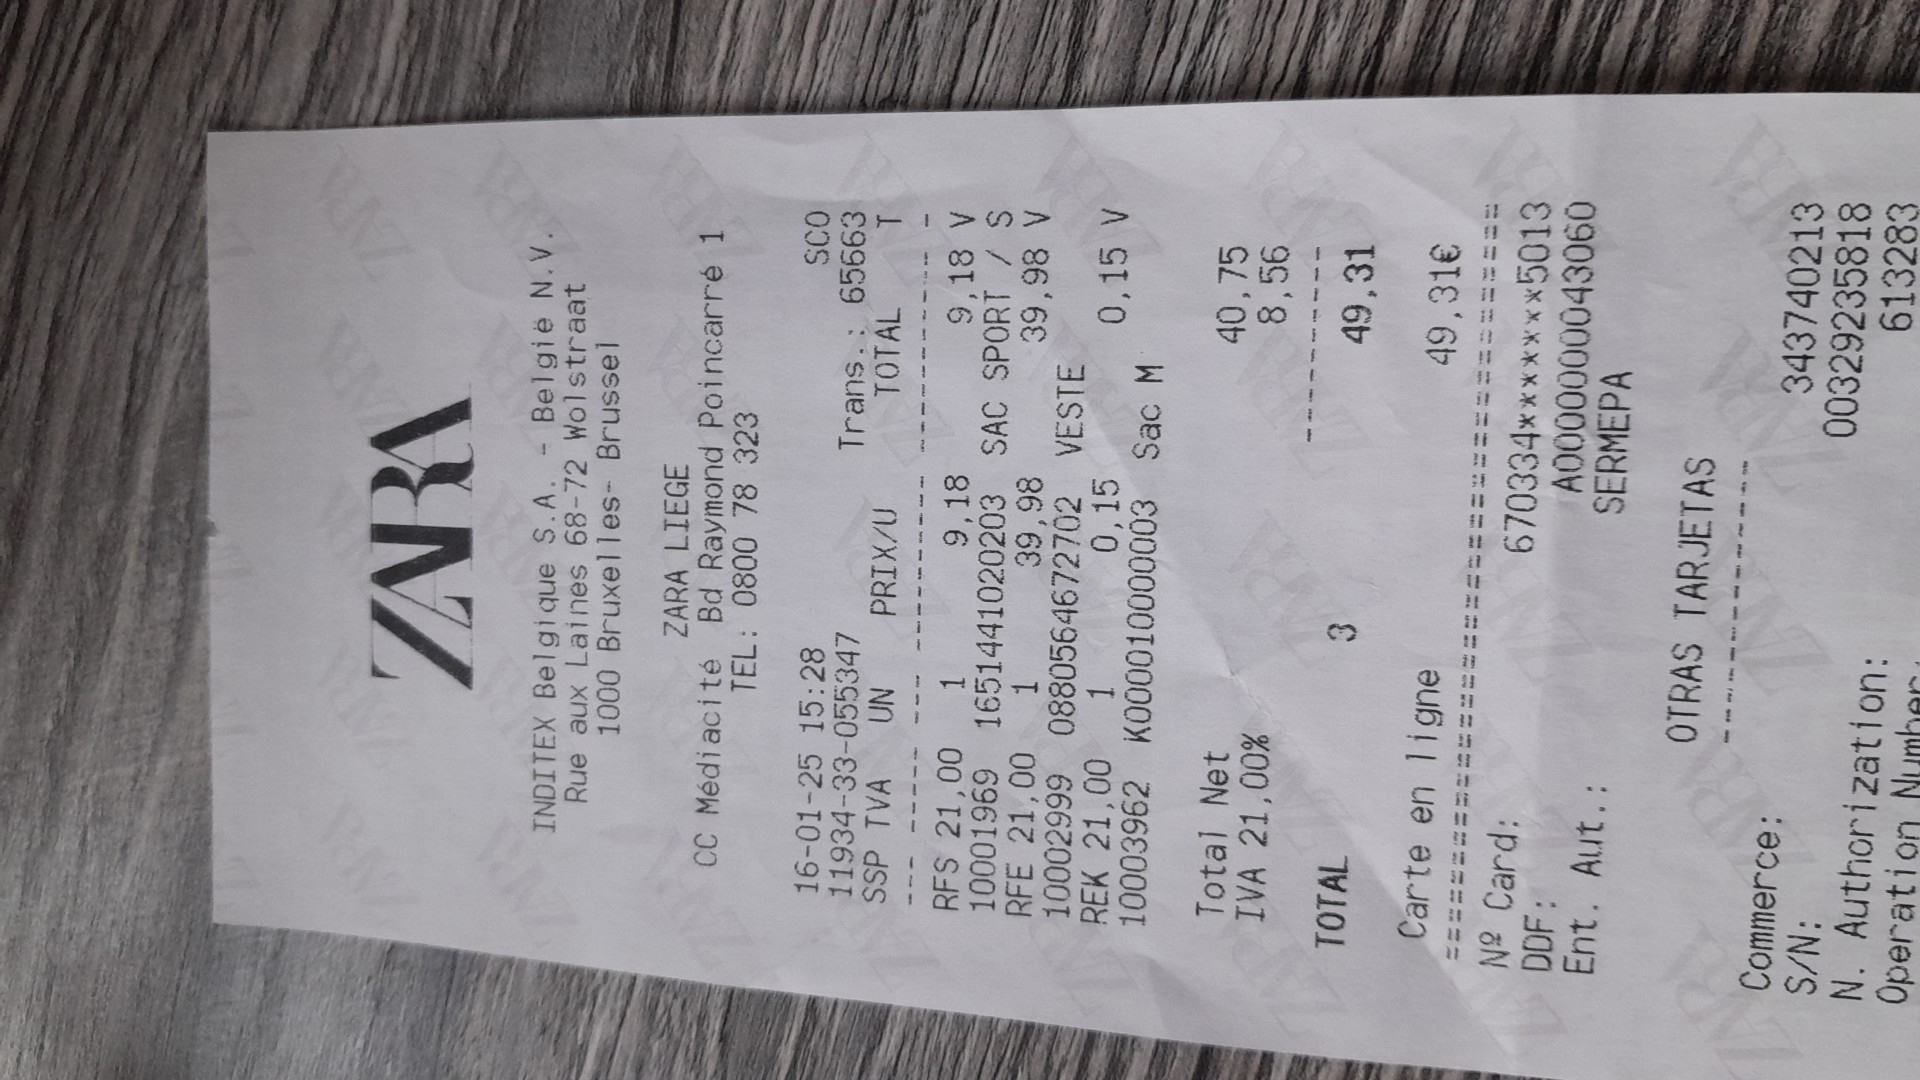 ZARA
INDITEX Belgique S.A. - België N.V.
Rue aux Laines 68-72 Wolstraat
1000 Bruxelles- Brussel
ZARA LIEGE
CC Médiacité Bd Raymond Poincarré 1
TEL: 0800 78 323
16-01-25 15:28 SCO
11934-33-055347 Trans.: 65663
SSP TVA UN PRIX/U TOTAL T
--- ----- --- ---------- ---------- -
RFS 21,00 1 9,18 9,18 V
10001969 1651441020203 SAC SPORT / S
RFE 21,00 1 39,98 39,98 V
10002999 0880564672702 VESTE
REK 21,00 1 0,15 0,15 V
10003962 K000010000003 Sac M
Total Net 40,75
IVA 21,00% 8,56
----------
TOTAL 3 49,31
Carte en ligne 49,31€
========================================
Nº Card: 670334*********5013
DDF: A0000000043060
Ent. Aut.: SERMEPA
OTRAS TARJETAS
----------------
Commerce: 343740213
S/N: 00329235818
N. Authorization: 613283
Operation Number: